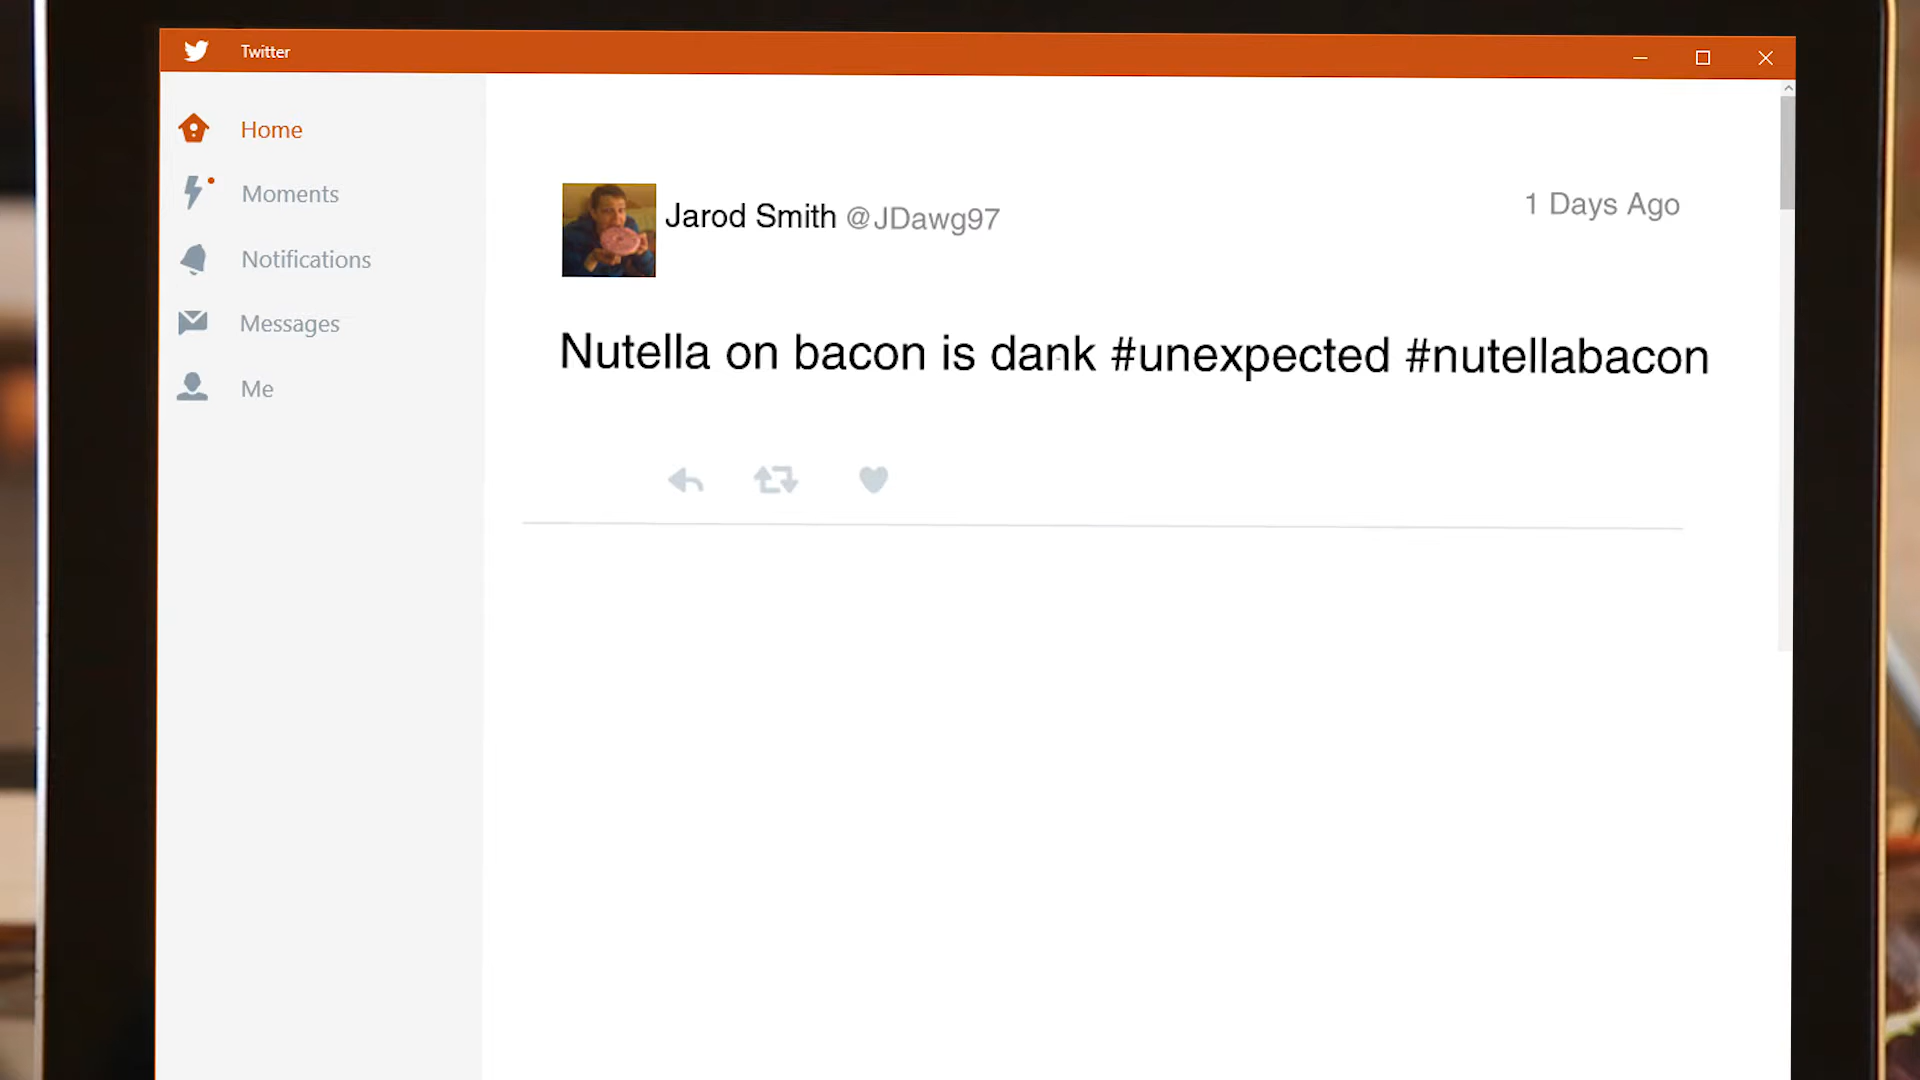 Twitter
Home
Moments
Notifications
Messages
Me
Jarod Smith @JDawg97
1 Days Ago
Nutella on bacon is dank #unexpected #nutellabacon